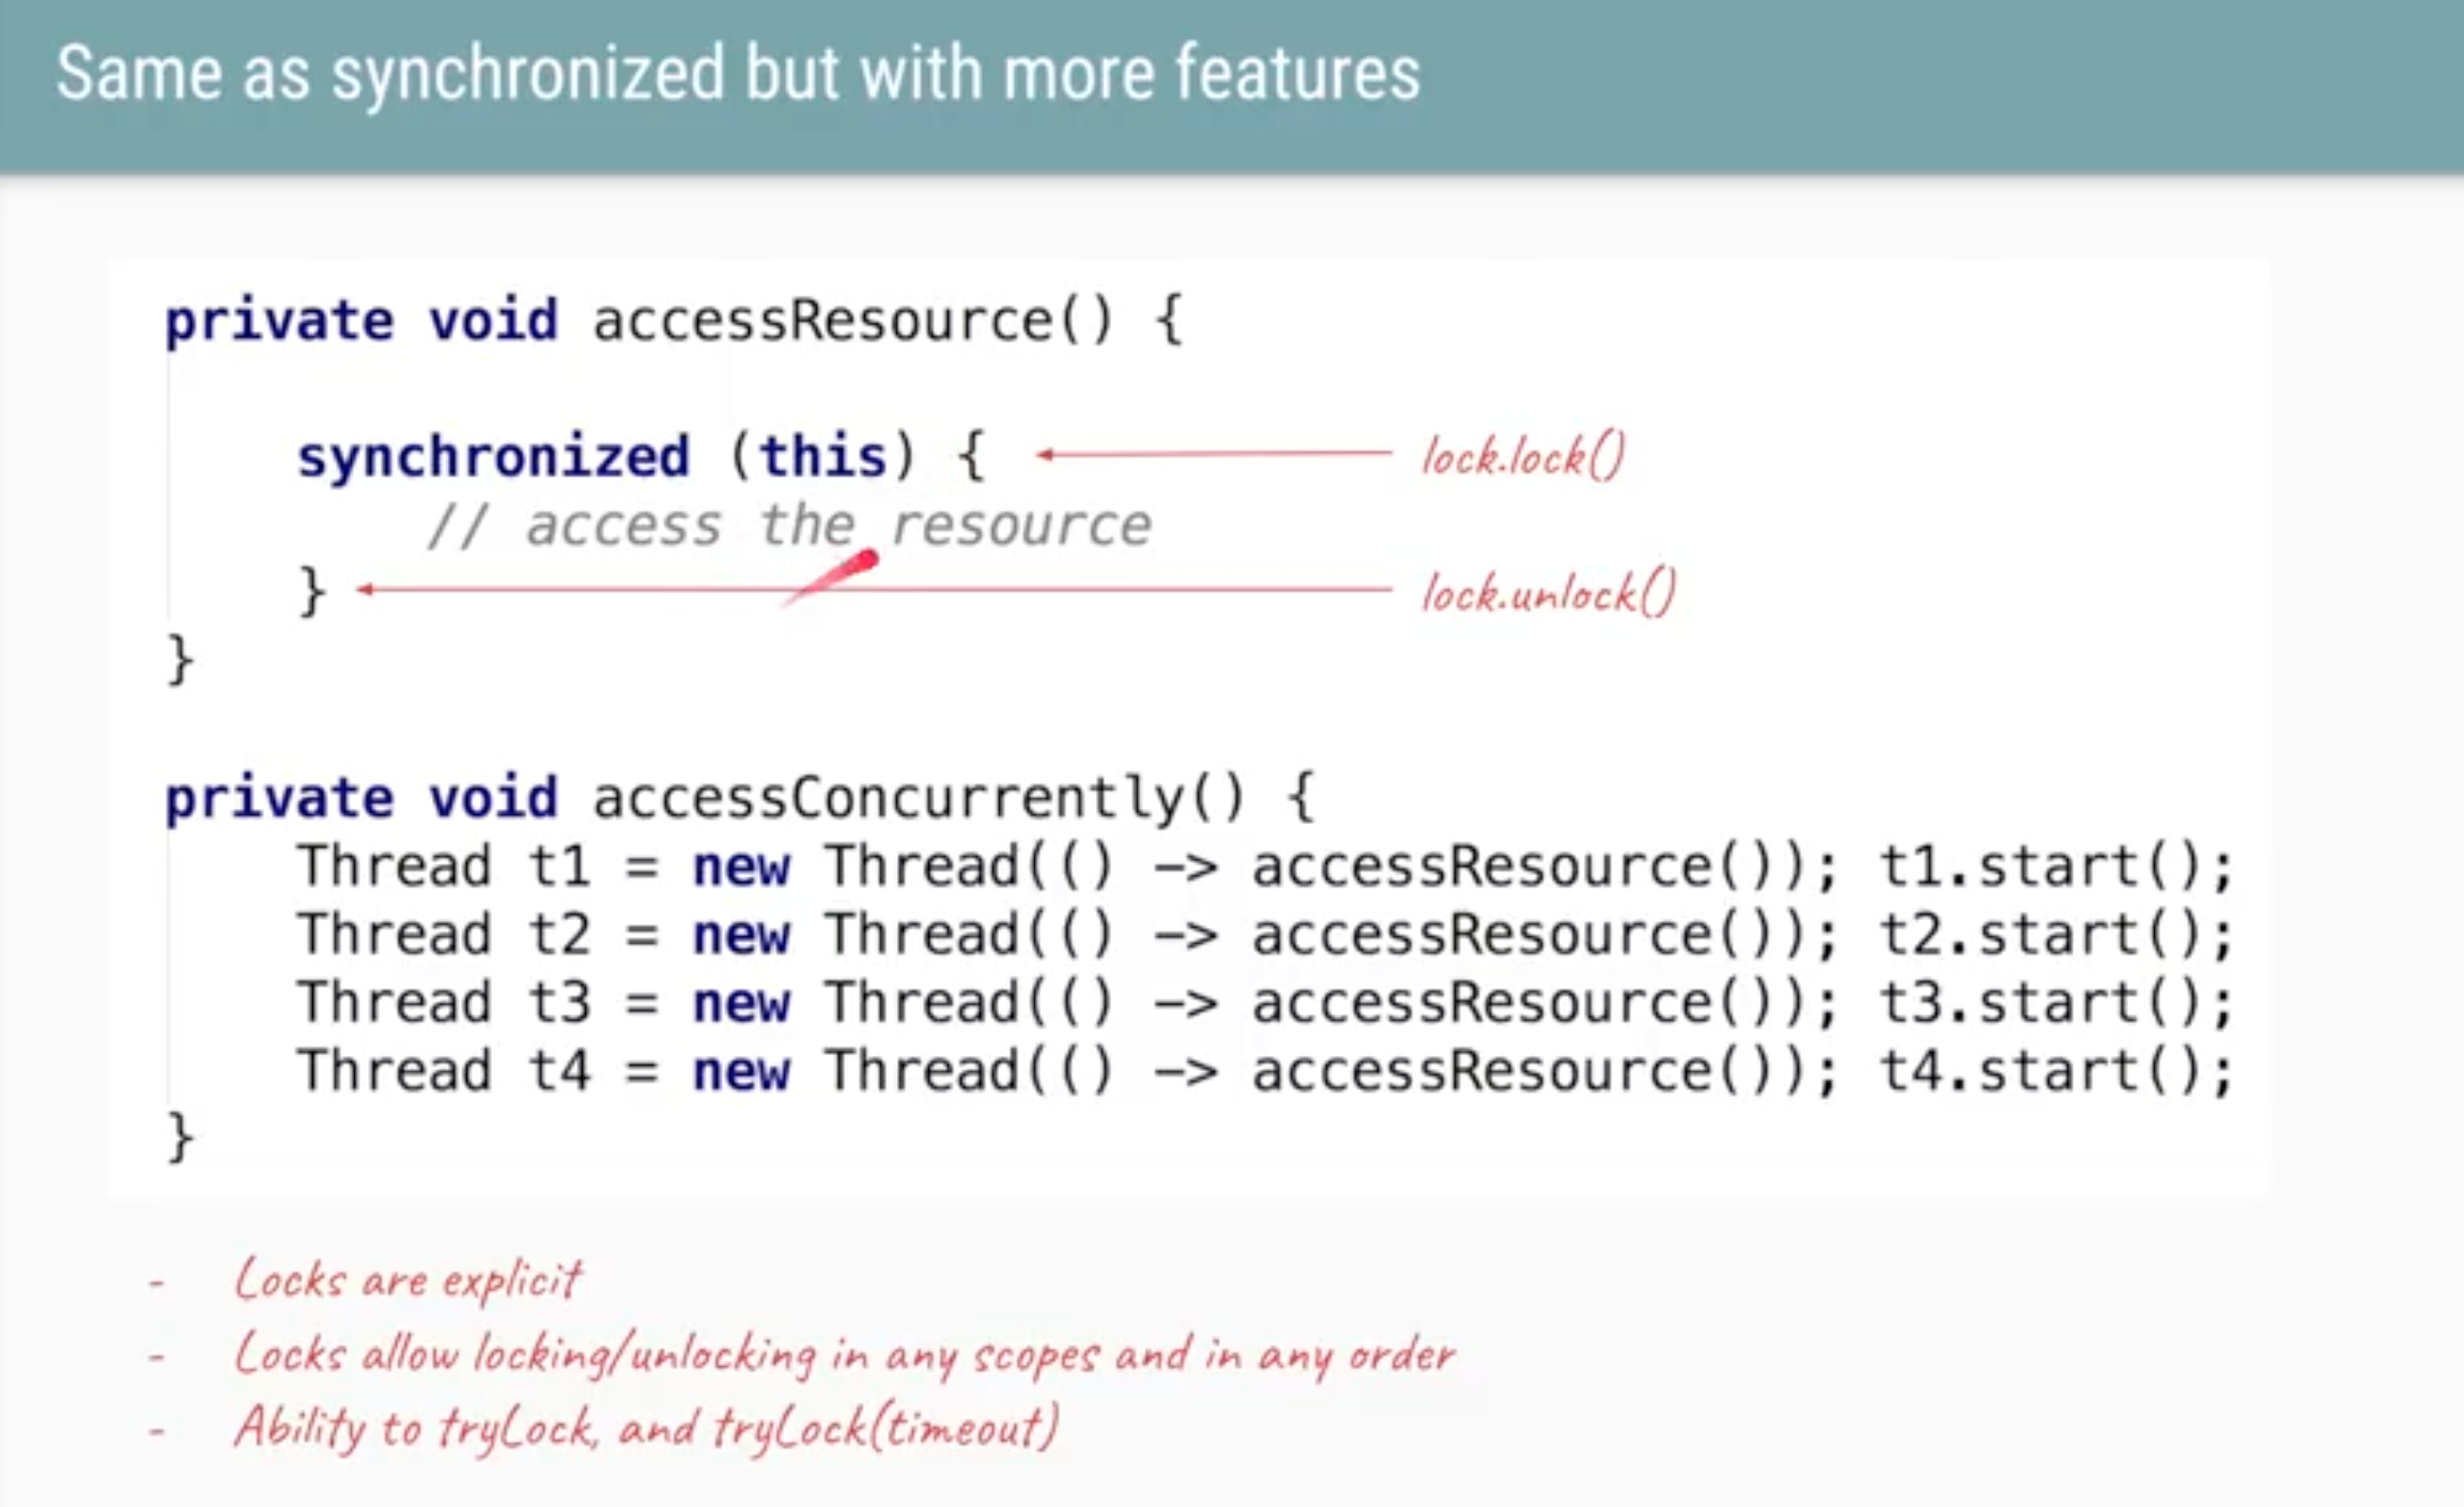 Same as synchronized but with more features
private void accessResource() {
synchronized (this) { lock.lock()
// access the resource
} lock.unlock()
}
private void accessConcurrently() {
Thread t1 = new Thread(() -> accessResource()); t1.start();
Thread t2 = new Thread(() -> accessResource()); t2.start();
Thread t3 = new Thread(() -> accessResource()); t3.start();
Thread t4 = new Thread(() -> accessResource()); t4.start();
}
- Locks are explicit
- Locks allow locking/unlocking in any scopes and in any order
- Ability to tryLock, and tryLock(timeout)